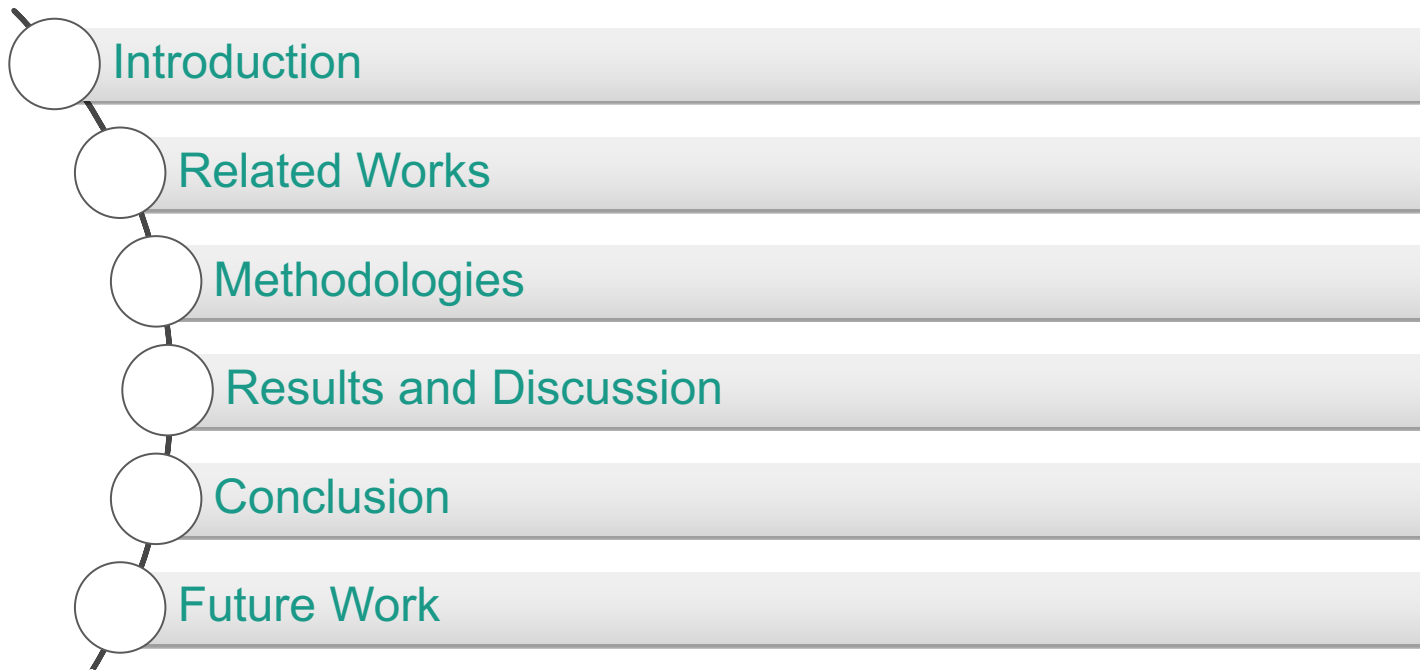 Introduction
Related Works
Methodologies
Results and Discussion
Conclusion
Future Work